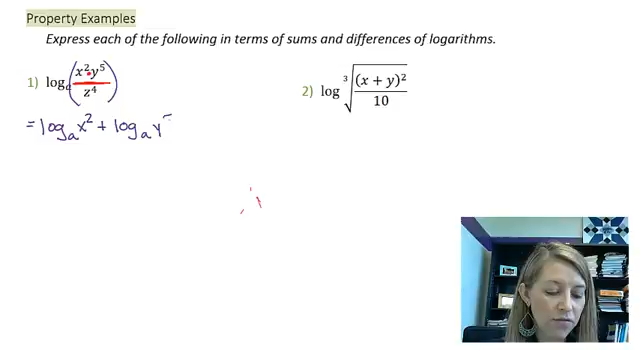 Property Examples
Express each of the following in terms of sums and differences of logarithms.
1) logₐ(x²y⁵/z⁴)
2) log ∛((x + y)²/10)
= logₐx² + logₐy⁵